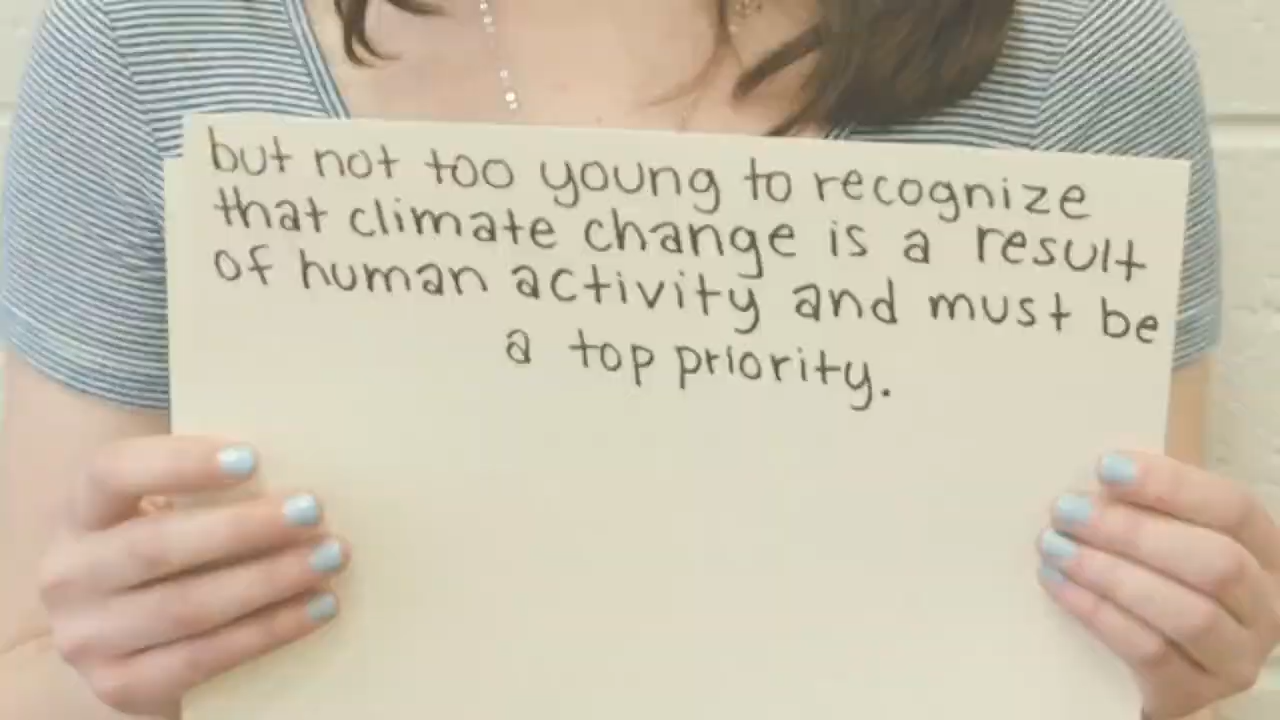 but not too young to recognize
that climate change is a result
of human activity and must be
a top priority.